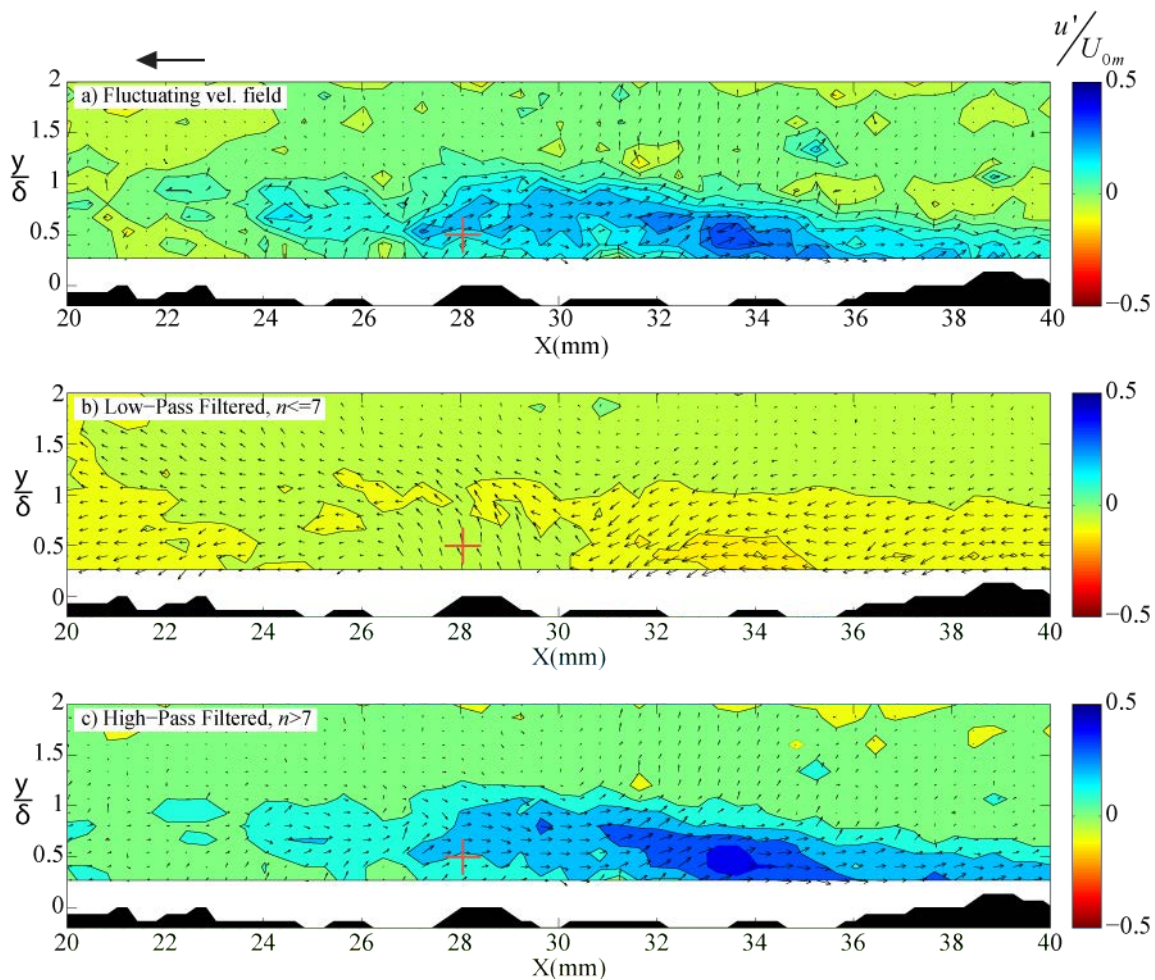 u'/U0m
a) Fluctuating vel. field
2
1.5
y/δ
1
0.5
0
20 22 24 26 28 30 32 34 36 38 40
X(mm)
0.5
0
−0.5
b) Low−Pass Filtered, n<=7
2
1.5
y/δ
1
0.5
0
20 22 24 26 28 30 32 34 36 38 40
X(mm)
0.5
0
−0.5
c) High−Pass Filtered, n>7
2
1.5
y/δ
1
0.5
0
20 22 24 26 28 30 32 34 36 38 40
X(mm)
0.5
0
−0.5